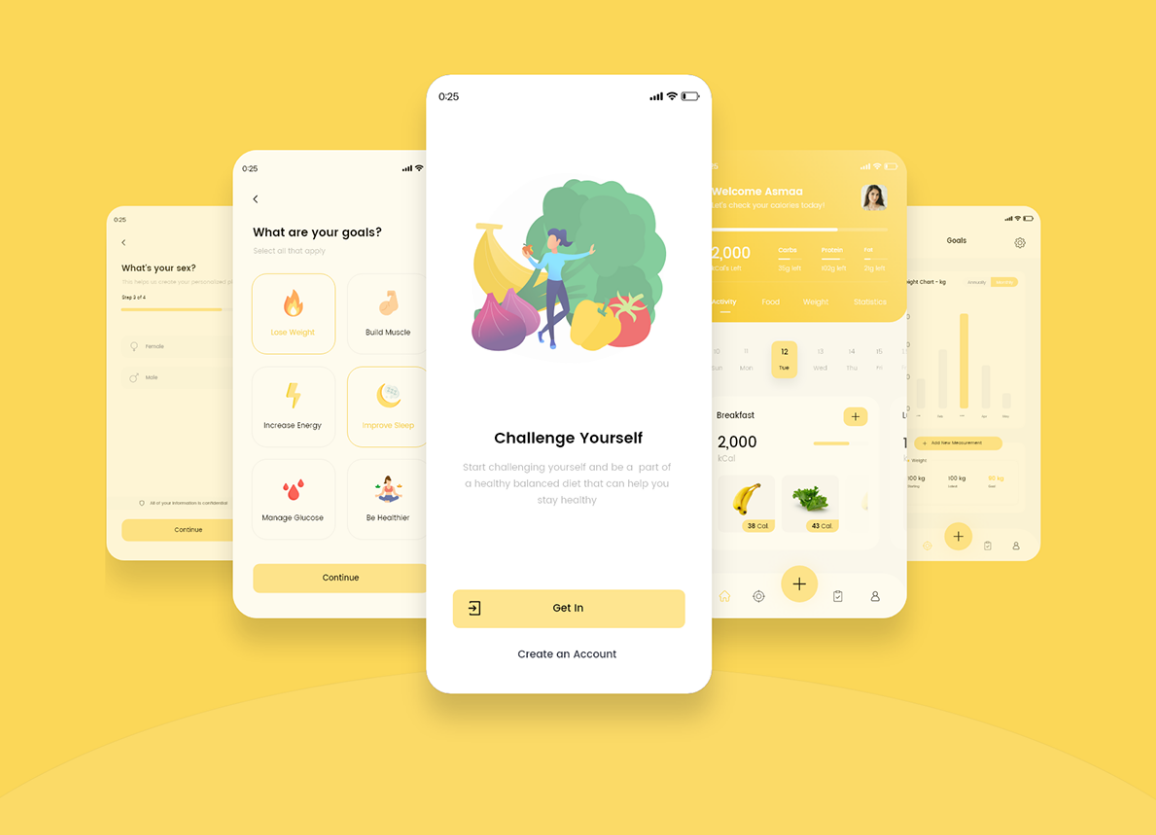 0:25
What's your sex?
This helps us create your personalized
Step 3 of 6
Female
Male
All of your information is confidential
Continue
0:25
What are your goals?
Select all that apply
Lose Weight
Build Muscle
Increase Energy
Improve Sleep
Manage Glucose
Be Healthier
Continue
0:25
Challenge Yourself
Start challenging yourself and be a part of
a healthy balanced diet that can help you
stay healthy
Get In
Create an Account
Welcome Asmaa
Let's check your calories today!
2,000
Kcals left
Carbs
Protein
Fat
left
left
left
Activity
Food
Weight
Statistics
10 11 12 13 14 15
Sun Mon Tue Wed Thu Fri
Breakfast
2,000
kCal
38 Cal
43 Cal
Goals
ght Chart - kg
Add New Measurement
Weight
100 kg
100 kg